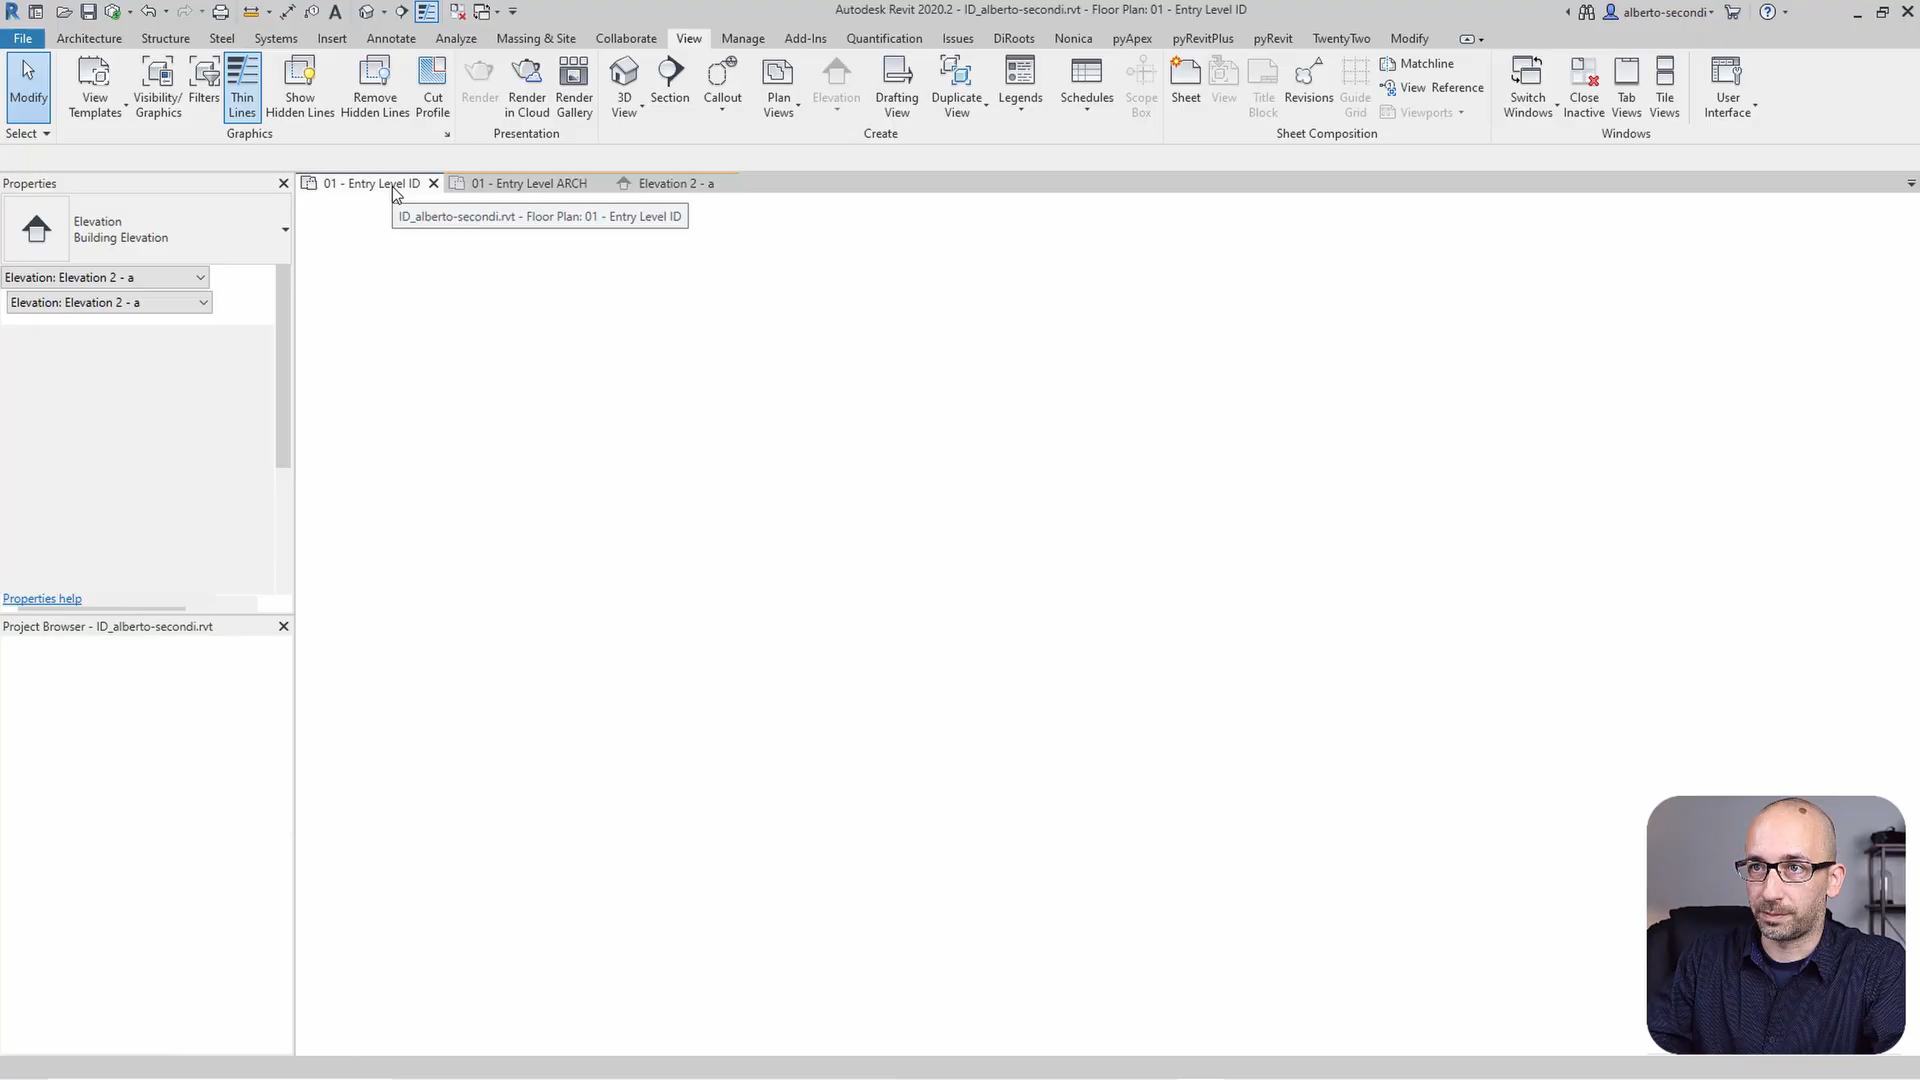 Autodesk Revit 2020.2 - ID_alberto-secondi.rvt - Floor Plan: 01 - Entry Level ID
alberto-secondi
File Architecture Structure Steel Systems Insert Annotate Analyze Massing & Site Collaborate View Manage Add-Ins Quantification Issues DiRoots Nonica pyApex pyRevitPlus pyRevit TwentyTwo Modify
Modify
View Templates
Visibility/ Graphics
Filters
Thin Lines
Show Hidden Lines
Remove Hidden Lines
Cut Profile
Render
Render in Cloud
Render Gallery
3D View
Section
Callout
Plan Views
Elevation
Drafting View
Duplicate View
Legends
Schedules
Scope Box
Sheet
View
Title Block
Revisions
Guide Grid
Matchline
View Reference
Viewports
Switch Windows
Close Inactive
Tab Views
Tile Views
User Interface
Select
Graphics
Presentation
Create
Sheet Composition
Windows
Properties
01 - Entry Level ID
01 - Entry Level ARCH
Elevation 2 - a
ID_alberto-secondi.rvt - Floor Plan: 01 - Entry Level ID
Elevation
Building Elevation
Elevation: Elevation 2 - a
Elevation: Elevation 2 - a
Properties help
Project Browser - ID_alberto-secondi.rvt